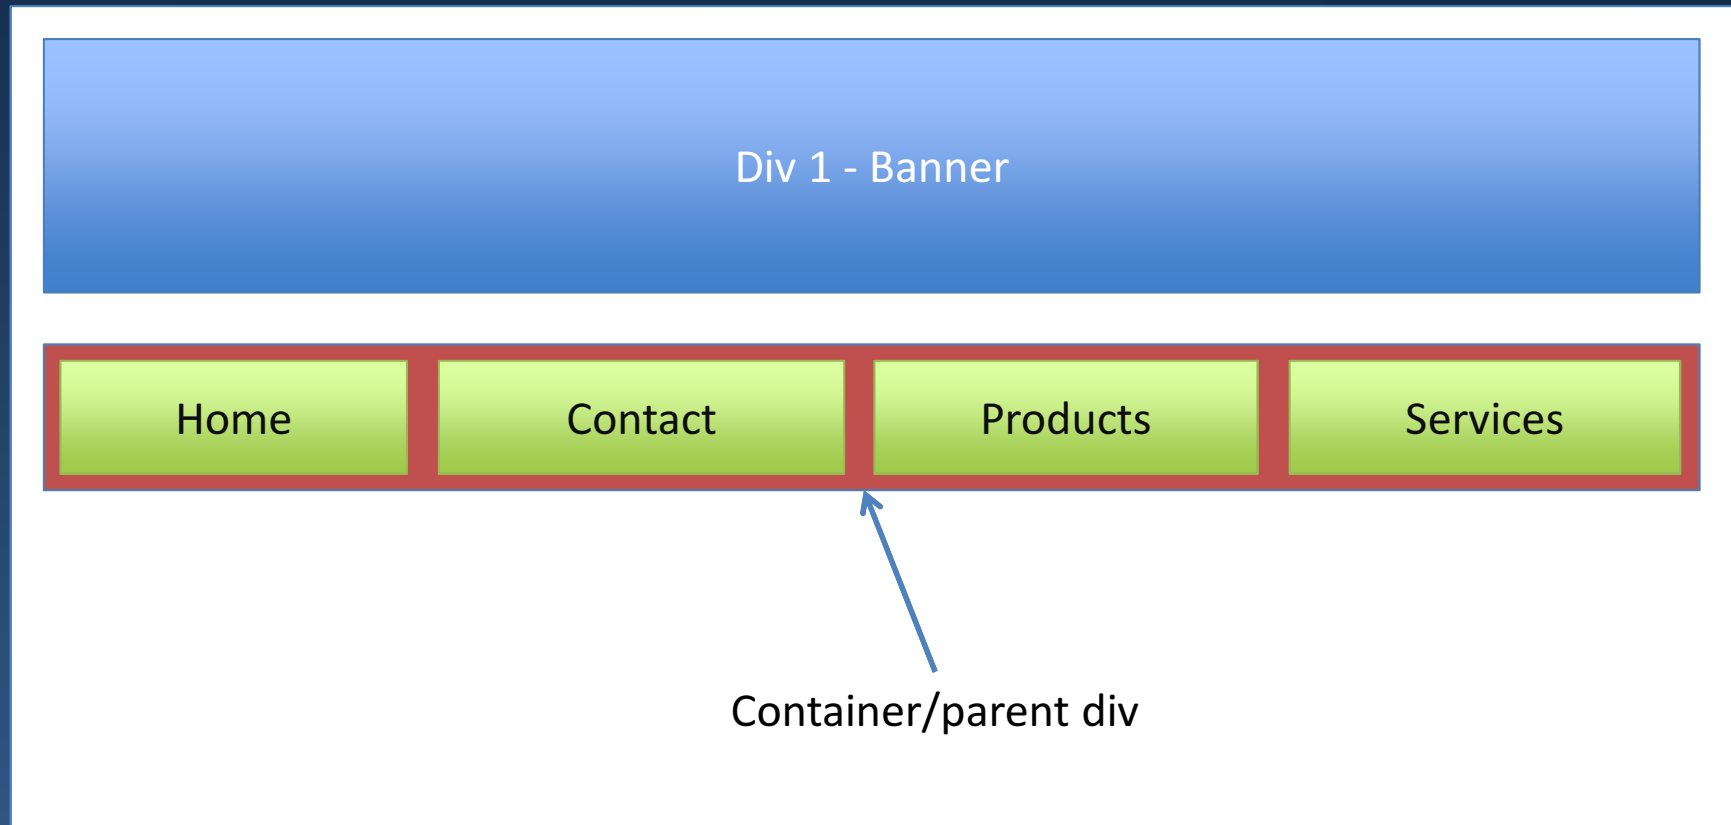 Div 1 - Banner
Home Contact Products Services
Container/parent div